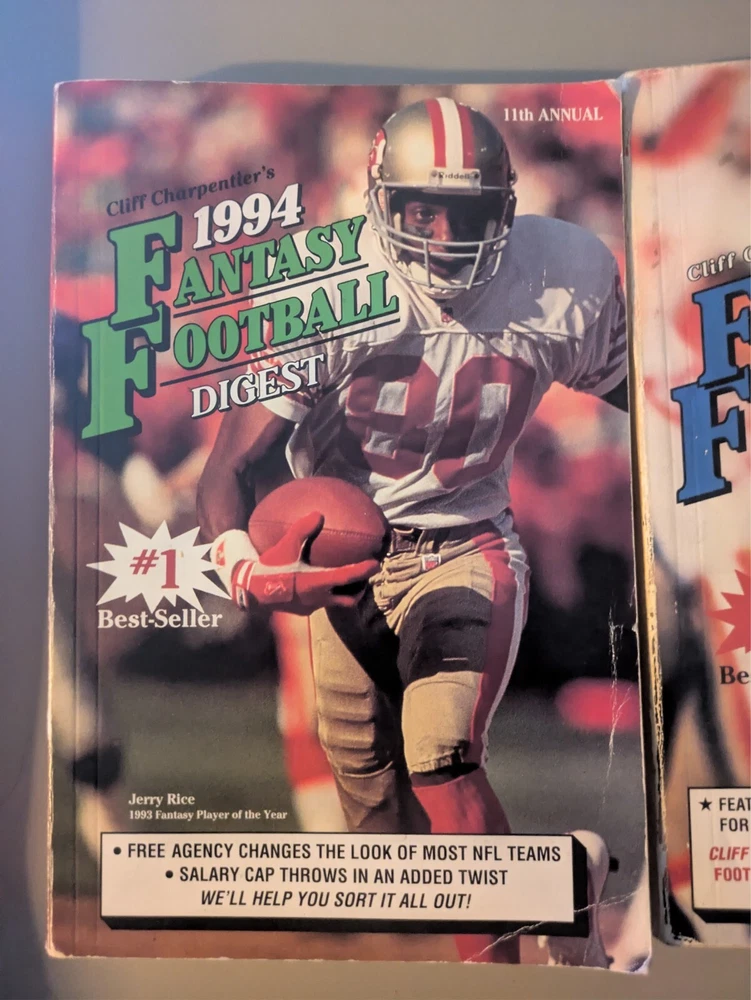 11th ANNUAL
Cliff Charpentier's
1994
FANTASY
FOOTBALL
DIGEST
Riddell
80
#1
Best-Seller
Jerry Rice
1993 Fantasy Player of the Year
• FREE AGENCY CHANGES THE LOOK OF MOST NFL TEAMS
• SALARY CAP THROWS IN AN ADDED TWIST
WE'LL HELP YOU SORT IT ALL OUT!
Cliff
F
F
Be
★ FEAT
FOR
CLIFF
FOOT